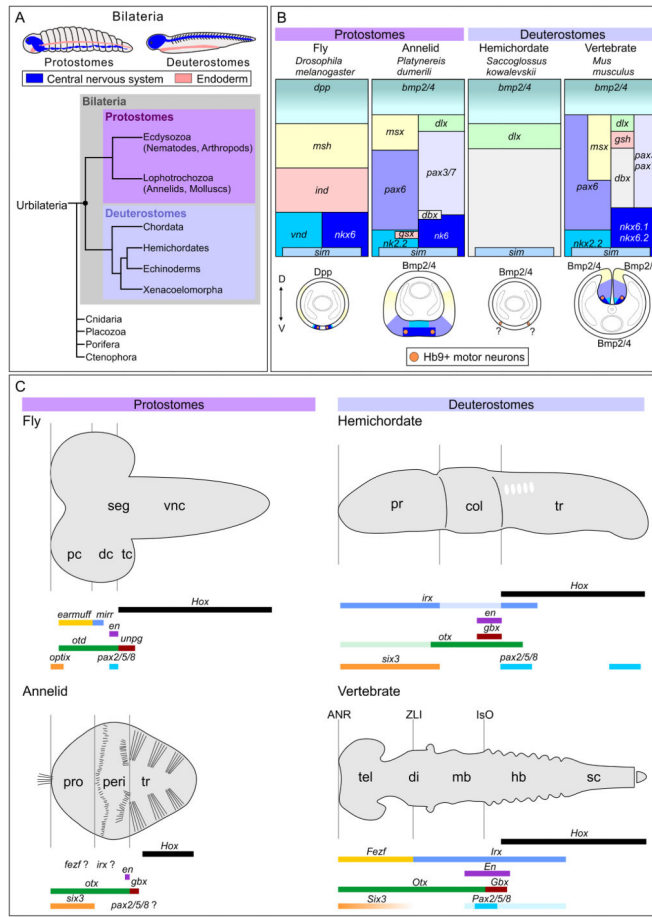 A
Bilateria
Protostomes
Deuterostomes
Central nervous system
Endoderm
Bilateria
Protostomes
Ecdysozoa
(Nematodes, Arthropods)
Lophotrochozoa
(Annelids, Molluscs)
Urbilateria
Deuterostomes
Chordata
Hemichordates
Echinoderms
Xenacoelomorpha
Cnidaria
Placozoa
Porifera
Ctenophora
B
Protostomes
Deuterostomes
Fly
Drosophila
melanogaster
Annelid
Platyneris
dumerili
Hemichordate
Saccoglossus
kowalevskii
Vertebrate
Mus
musculus
dpp
bmp2/4
bmp2/4
bmp2/4
msh
ind
vnd
nkx6
sim
msx
dlx
pax6
pax3/7
dbx
gsx
nk2.2
nk6
sim
dlx
sim
msx
dlx
gsh
pax6
dbx
pax3
pax
nkx2.2
nkx6.1
nkx6.2
sim
D
V
Dpp
Bmp2/4
Bmp2/4
? ?
Bmp2/4
Bmp2/
Bmp2/4
Hb9+ motor neurons
C
Protostomes
Deuterostomes
Fly
seg
vnc
pc
dc
tc
Hox
earmuff
mirr
en
otd
unpg
optix
pax2/5/8
Hemichordate
pr
col
tr
Hox
irx
en
gbx
otx
six3
pax2/5/8
Annelid
pro
peri
tr
Hox
fezf ?
irx ?
en
otx
gbx
six3
pax2/5/8 ?
Vertebrate
ANR
ZLI
IsO
tel
di
mb
hb
sc
Hox
Fezf
Irx
En
Otx
Gbx
Six3
Pax2/5/8